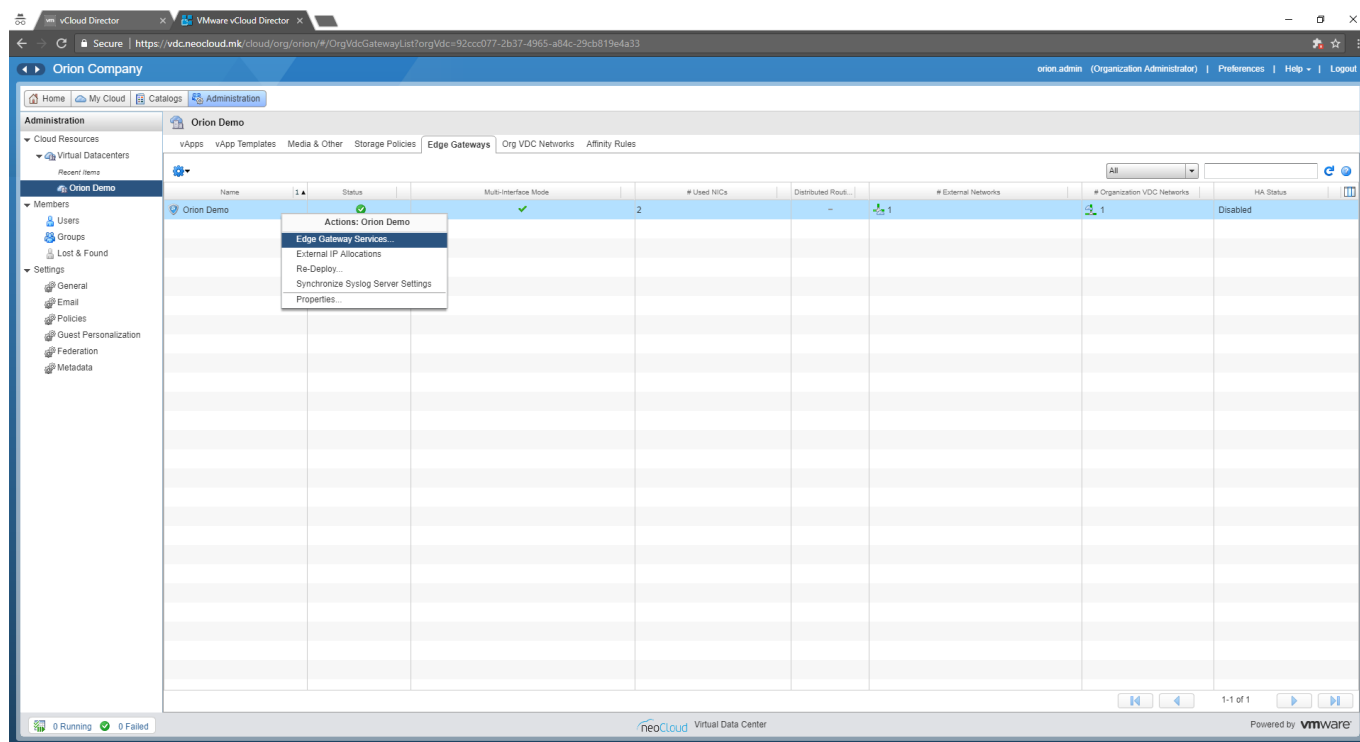 vm vCloud Director × VMware vCloud Director ×
Secure | https://vdc.neocloud.mk/cloud/org/orion/#/OrgVdcGatewayList?orgVdc=92ccc077-2b37-4965-a84c-29cb819e4a33
Orion Company orion.admin (Organization Administrator) | Preferences | Help | Logout
Home My Cloud Catalogs Administration
Administration
Orion Demo
Cloud Resources
Virtual Datacenters
Recent Items
Orion Demo
Members
Users
Groups
Lost & Found
Settings
General
Email
Policies
Guest Personalization
Federation
Metadata
vApps vApp Templates Media & Other Storage Policies Edge Gateways Org VDC Networks Affinity Rules
All
Name 1 ▲ Status Multi-Interface Mode # Used NICs Distributed Routi... # External Networks # Organization VDC Networks HA Status
Orion Demo 2 – 1 1 Disabled
Actions: Orion Demo
Edge Gateway Services...
External IP Allocations
Re-Deploy...
Synchronize Syslog Server Settings
Properties...
1-1 of 1
0 Running 0 Failed
neoCloud Virtual Data Center
Powered by vmware